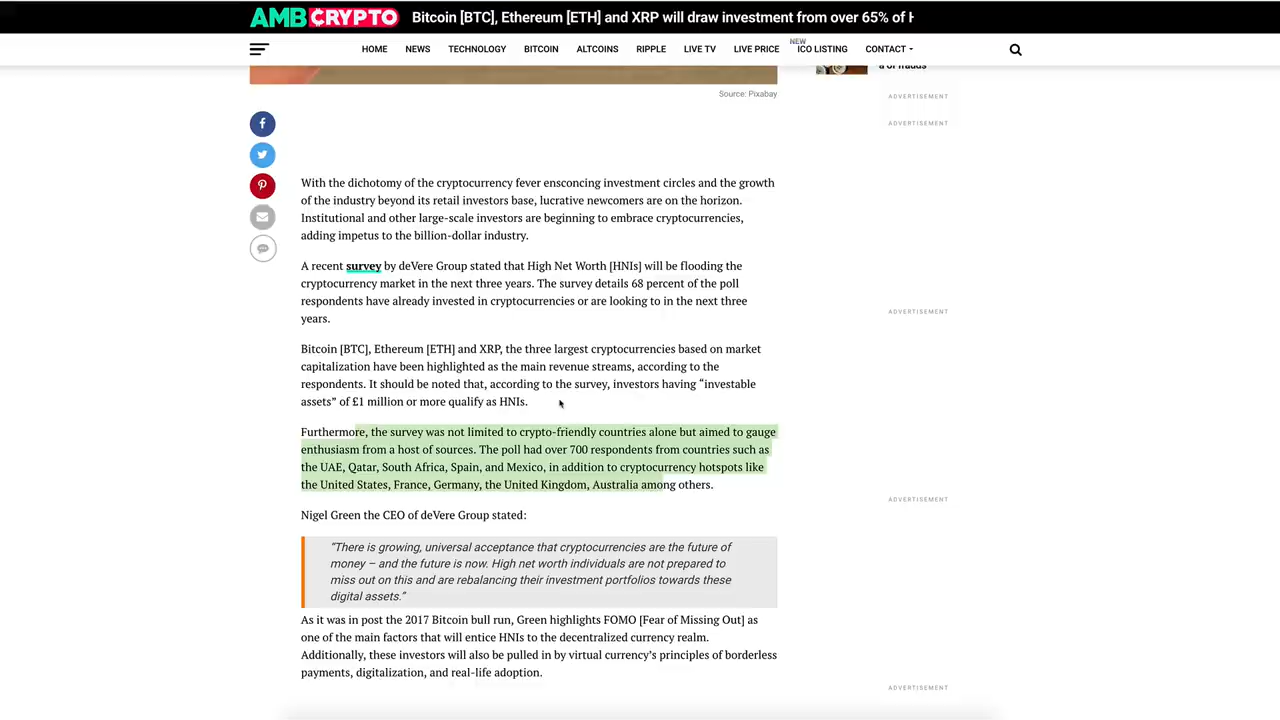 AMBCRYPTO Bitcoin [BTC], Ethereum [ETH] and XRP will draw investment from over 65% of
HOME NEWS TECHNOLOGY BITCOIN ALTCOINS RIPPLE LIVE TV LIVE PRICE NEW ICO LISTING CONTACT
a of frauds
Source: Pixabay
ADVERTISEMENT
ADVERTISEMENT
With the dichotomy of the cryptocurrency fever ensconcing investment circles and the growth
of the industry beyond its retail investors base, lucrative newcomers are on the horizon.
Institutional and other large-scale investors are beginning to embrace cryptocurrencies,
adding impetus to the billion-dollar industry.
A recent survey by deVere Group stated that High Net Worth [HNIs] will be flooding the
cryptocurrency market in the next three years. The survey details 68 percent of the poll
respondents have already invested in cryptocurrencies or are looking to in the next three
years.
ADVERTISEMENT
Bitcoin [BTC], Ethereum [ETH] and XRP, the three largest cryptocurrencies based on market
capitalization have been highlighted as the main revenue streams, according to the
respondents. It should be noted that, according to the survey, investors having “investable
assets” of £1 million or more qualify as HNIs.
Furthermore, the survey was not limited to crypto-friendly countries alone but aimed to gauge
enthusiasm from a host of sources. The poll had over 700 respondents from countries such as
the UAE, Qatar, South Africa, Spain, and Mexico, in addition to cryptocurrency hotspots like
the United States, France, Germany, the United Kingdom, Australia among others.
ADVERTISEMENT
Nigel Green the CEO of deVere Group stated:
“There is growing, universal acceptance that cryptocurrencies are the future of
money – and the future is now. High net worth individuals are not prepared to
miss out on this and are rebalancing their investment portfolios towards these
digital assets.”
As it was in post the 2017 Bitcoin bull run, Green highlights FOMO [Fear of Missing Out] as
one of the main factors that will entice HNIs to the decentralized currency realm.
Additionally, these investors will also be pulled in by virtual currency’s principles of borderless
payments, digitalization, and real-life adoption.
ADVERTISEMENT